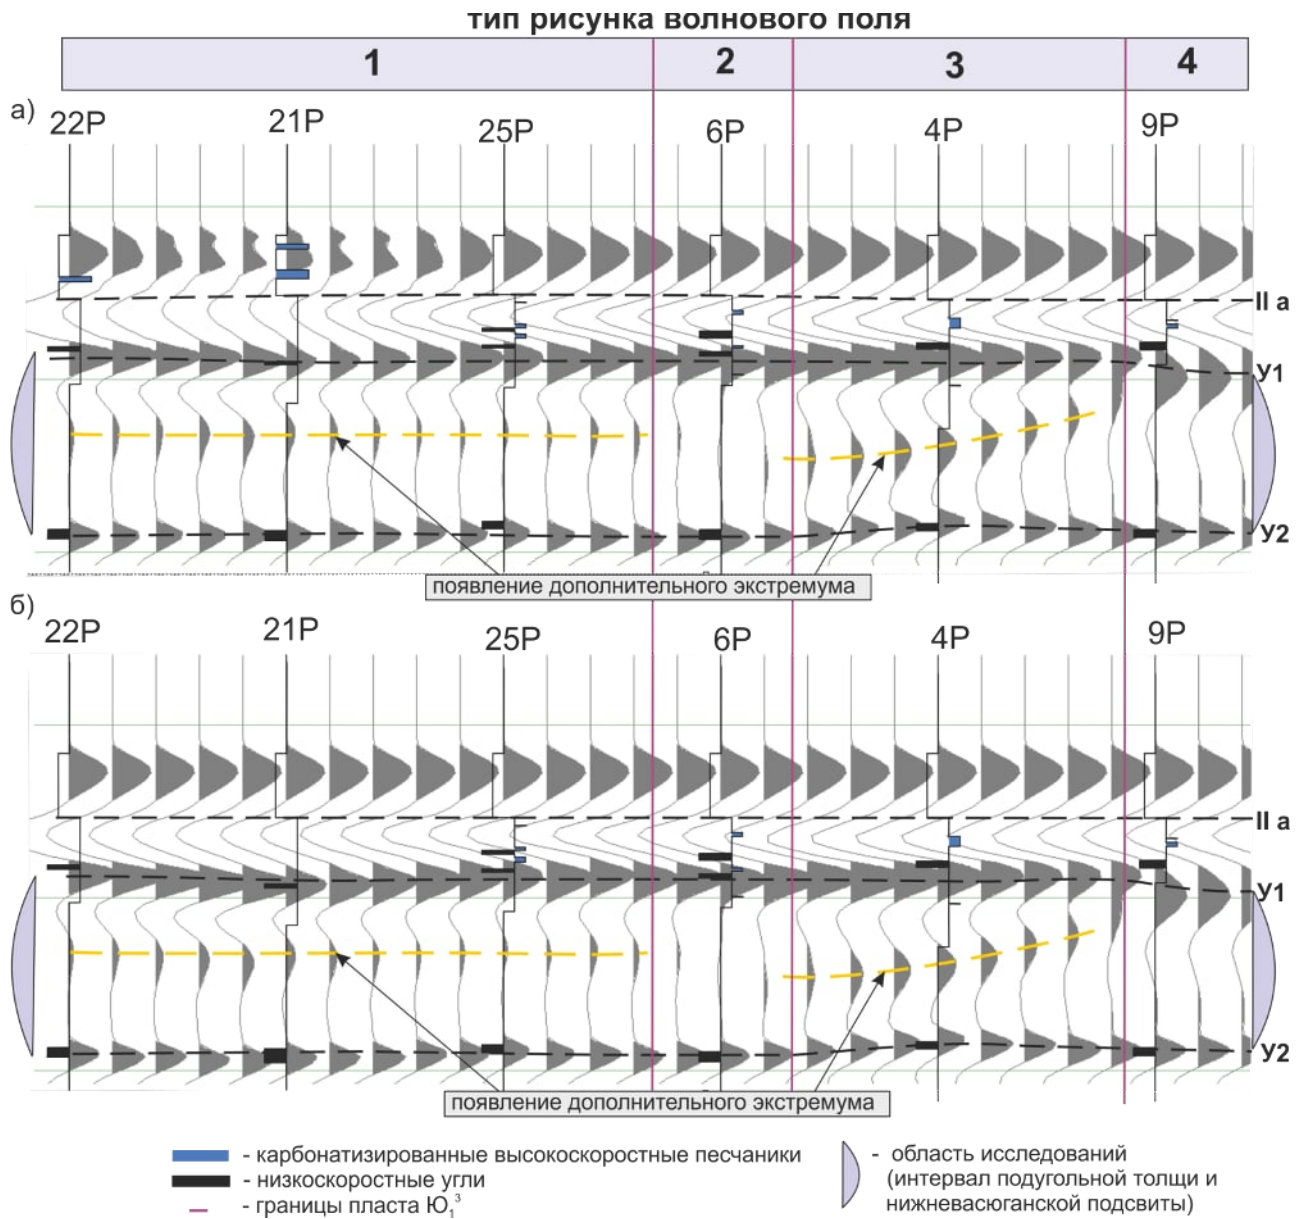 тип рисунка волнового поля
1 2 3 4
а)
22Р 21Р 25Р 6Р 4Р 9Р
II а
У1
У2
появление дополнительного экстремума
б)
22Р 21Р 25Р 6Р 4Р 9Р
II а
У1
У2
появление дополнительного экстремума
- карбонатизированные высокоскоростные песчаники
- низкоскоростные угли
- границы пласта Ю₁³
- область исследований
(интервал подугольной толщи и
нижневасюганской подсвиты)